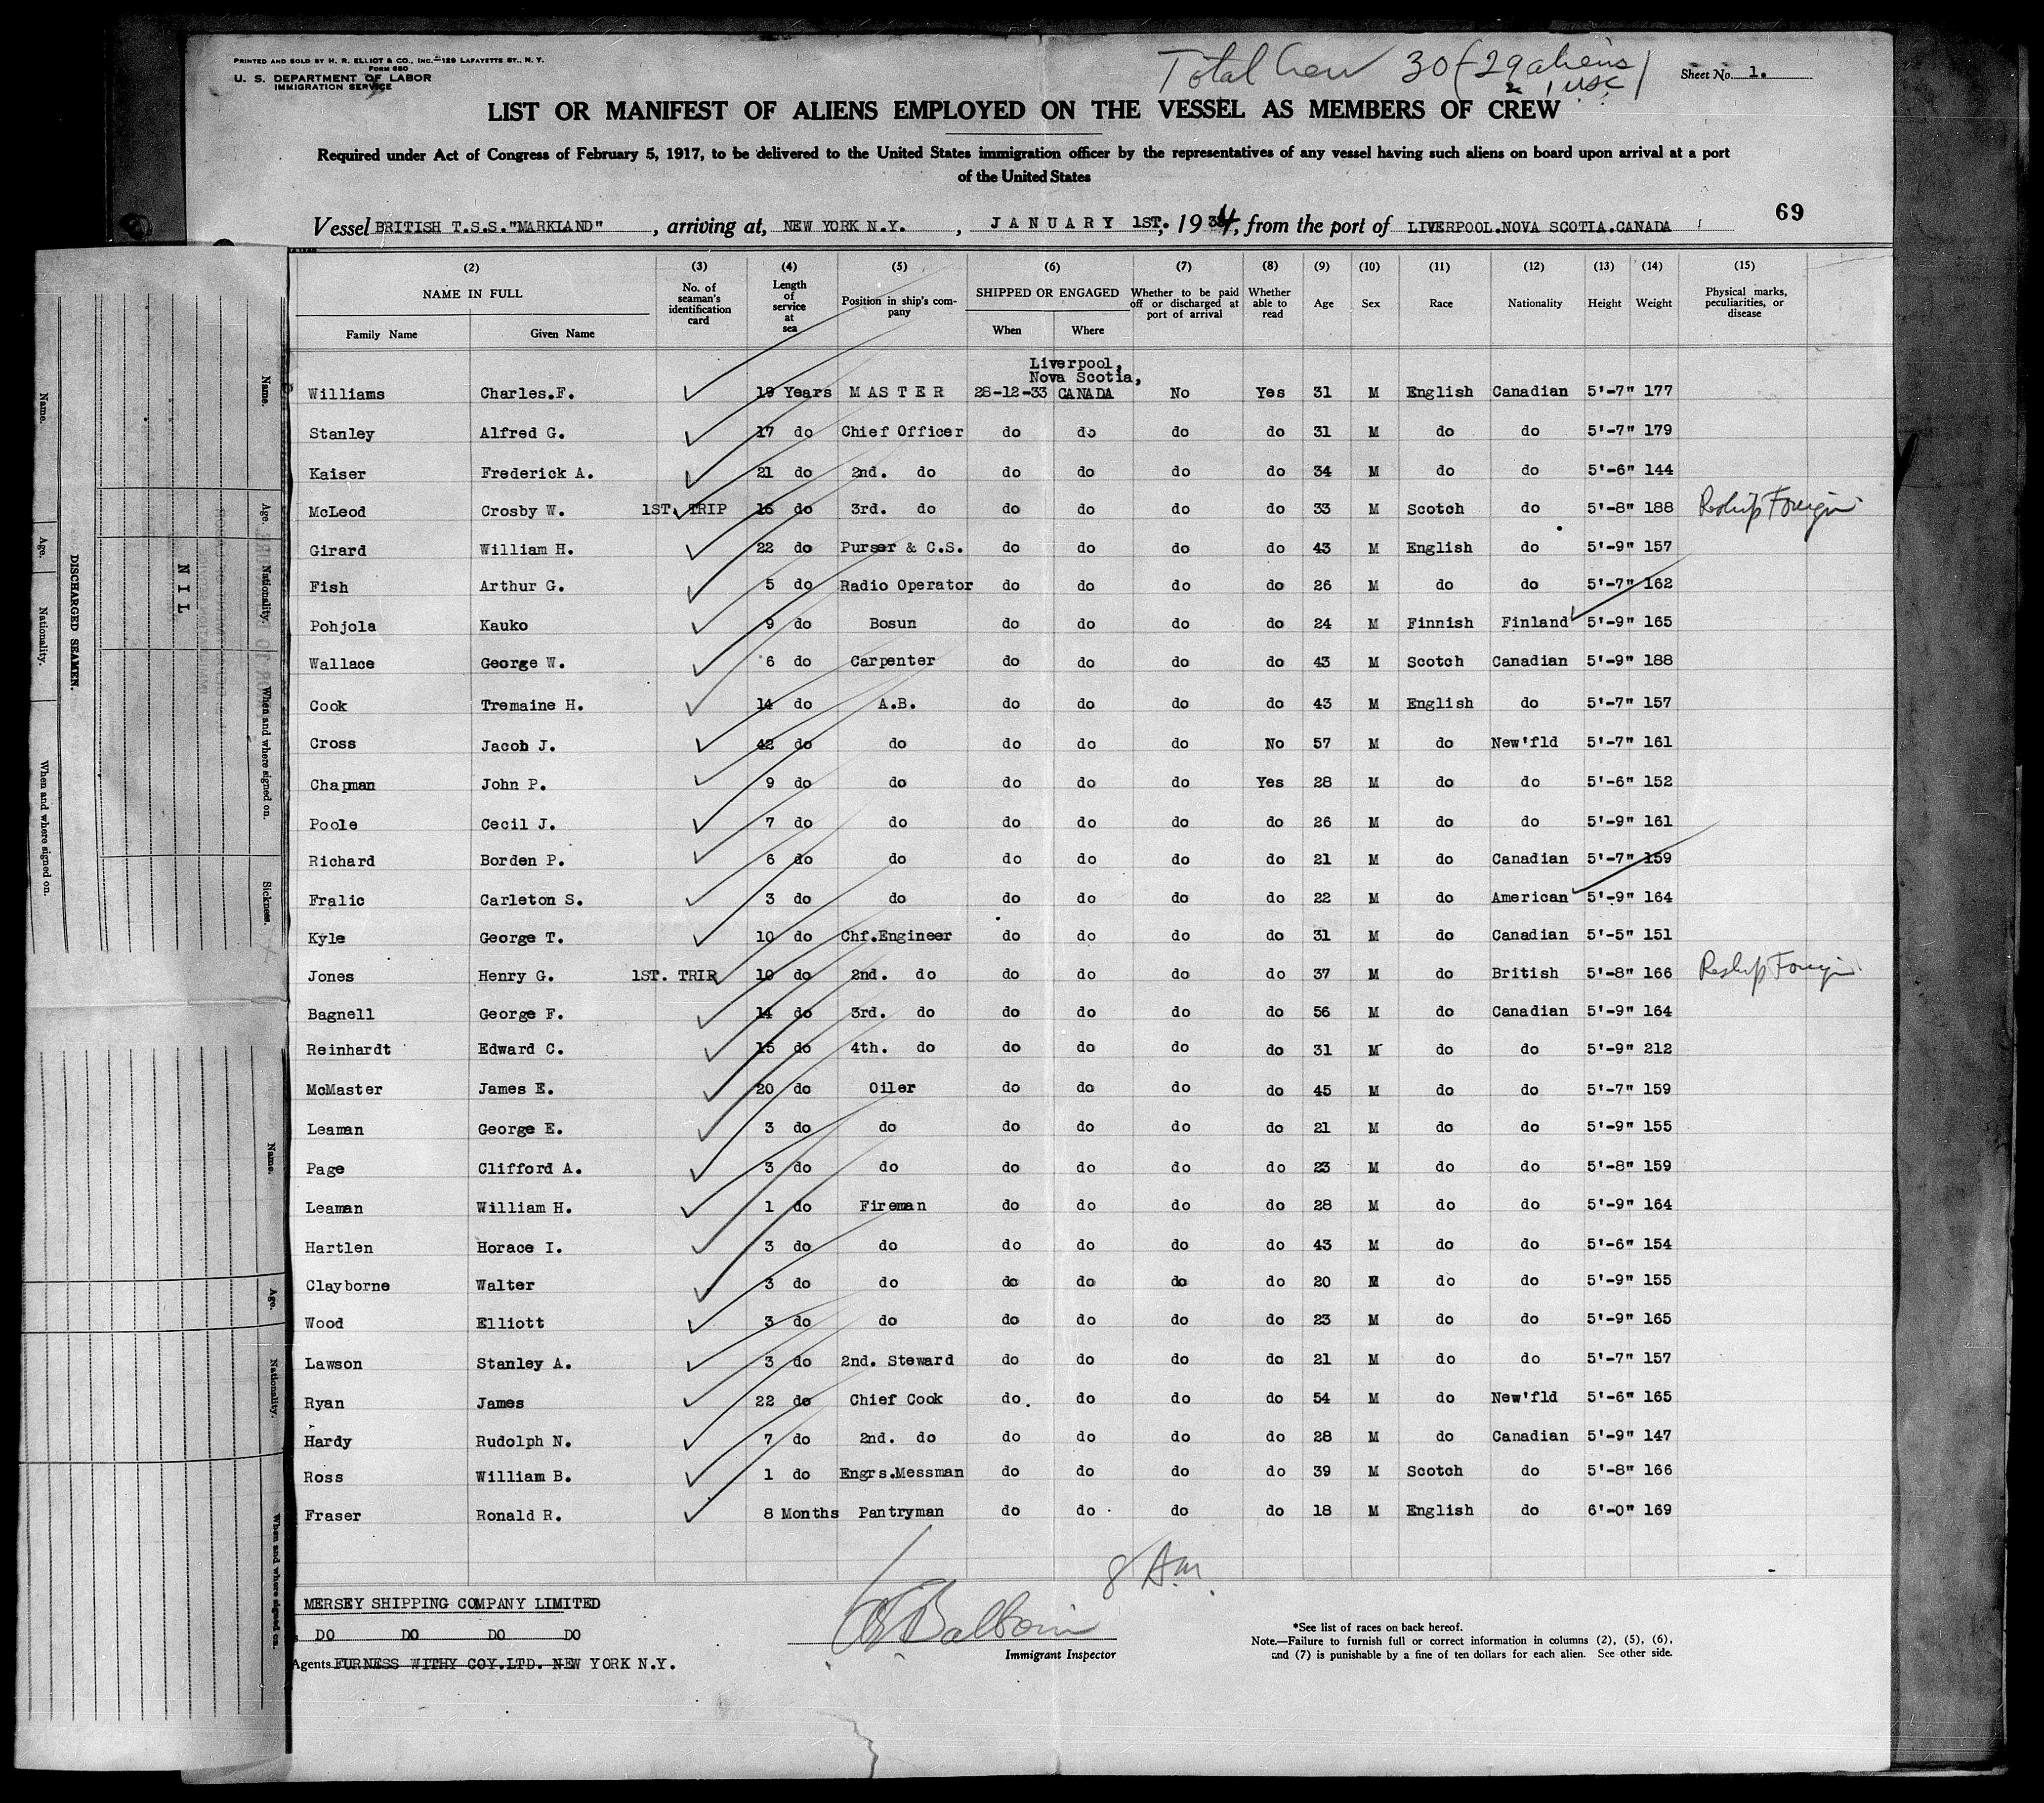 PRINTED AND SOLD BY H. R. ELLIOT & CO., INC. 129 LAFAYETTE ST., N. Y.
FORM 680
U. S. DEPARTMENT OF LABOR
IMMIGRATION SERVICE
Total Crew 30 (29 aliens
1 USC)
Sheet No. 1.
LIST OR MANIFEST OF ALIENS EMPLOYED ON THE VESSEL AS MEMBERS OF CREW
Required under Act of Congress of February 5, 1917, to be delivered to the United States immigration officer by the representatives of any vessel having such aliens on board upon arrival at a port
of the United States
69
Vessel BRITISH T.S.S."MARKLAND", arriving at, NEW YORK N.Y., JANUARY 1ST., 1934, from the port of LIVERPOOL.NOVA SCOTIA.CANADA
(2) (3) (4) (5) (6) (7) (8) (9) (10) (11) (12) (13) (14) (15)
NAME IN FULL No. of seaman's identification card Length of service at sea Position in ship's company SHIPPED OR ENGAGED Whether to be paid off or discharged at port of arrival Whether able to read Age Sex Race Nationality Height Weight Physical marks, peculiarities, or disease
Family Name Given Name When Where
Liverpool,
Nova Scotia,
Williams Charles.F. 19 Years MASTER 28-12-33 CANADA No Yes 31 M English Canadian 5'-7" 177
Stanley Alfred G. 17 do Chief Officer do do do do 31 M do do 5'-7" 179
Kaiser Frederick A. 21 do 2nd. do do do do do 34 M do do 5'-6" 144
McLeod Crosby W. 1ST. TRIP 16 do 3rd. do do do do do 33 M Scotch do 5'-8" 188 Reship Foreign
Girard William H. 22 do Purser & C.S. do do do do 43 M English do 5'-9" 157
Fish Arthur G. 5 do Radio Operator do do do do 26 M do do 5'-7" 162
Pohjola Kauko 9 do Bosun do do do do 24 M Finnish Finland 5'-9" 165
Wallace George W. 6 do Carpenter do do do do 43 M Scotch Canadian 5'-9" 188
Cook Tremaine H. 14 do A.B. do do do do 43 M English do 5'-7" 157
Cross Jacob J. 42 do do do do do No 57 M do New'fld 5'-7" 161
Chapman John P. 9 do do do do do Yes 28 M do do 5'-6" 152
Poole Cecil J. 7 do do do do do do 26 M do do 5'-9" 161
Richard Borden P. 6 do do do do do do 21 M do Canadian 5'-7" 159
Fralic Carleton S. 3 do do do do do do 22 M do American 5'-9" 164
Kyle George T. 10 do Chf.Engineer do do do do 31 M do Canadian 5'-5" 151
Jones Henry G. 1ST. TRIP 10 do 2nd. do do do do do 37 M do British 5'-8" 166 Reship Foreign
Bagnell George F. 14 do 3rd. do do do do do 56 M do Canadian 5'-9" 164
Reinhardt Edward C. 15 do 4th. do do do do do 31 M do do 5'-9" 212
McMaster James E. 20 do Oiler do do do do 45 M do do 5'-7" 159
Leaman George E. 3 do do do do do do 21 M do do 5'-9" 155
Page Clifford A. 3 do do do do do do 23 M do do 5'-8" 159
Leaman William H. 1 do Fireman do do do do 28 M do do 5'-9" 164
Hartlen Horace I. 3 do do do do do do 43 M do do 5'-6" 154
Clayborne Walter 3 do do do do do do 20 M do do 5'-9" 155
Wood Elliott 3 do do do do do do 23 M do do 5'-9" 165
Lawson Stanley A. 3 do 2nd. Steward do do do do 21 M do do 5'-7" 157
Ryan James 22 do Chief Cook do. do do do 54 M do New'fld 5'-6" 165
Hardy Rudolph N. 7 do 2nd. do do do do do 28 M do Canadian 5'-9" 147
Ross William B. 1 do Engrs.Messman do do do do 39 M Scotch do 5'-8" 166
Fraser Ronald R. 8 Months Pantryman do do do do 18 M English do 6'-0" 169
8 Am.
MERSEY SHIPPING COMPANY LIMITED
DO DO DO DO
Agents FURNESS WITHY COY.LTD. NEW YORK N.Y.
Immigrant Inspector
*See list of races on back hereof.
Note.—Failure to furnish full or correct information in columns (2), (5), (6),
and (7) is punishable by a fine of ten dollars for each alien. See other side.
DISCHARGED SEAMEN.
Name. Age. Nationality. When and where signed on.
NIL
Name. Age. Nationality. When and where signed on. Sickness.
Name. Age. Nationality. When and where signed on.